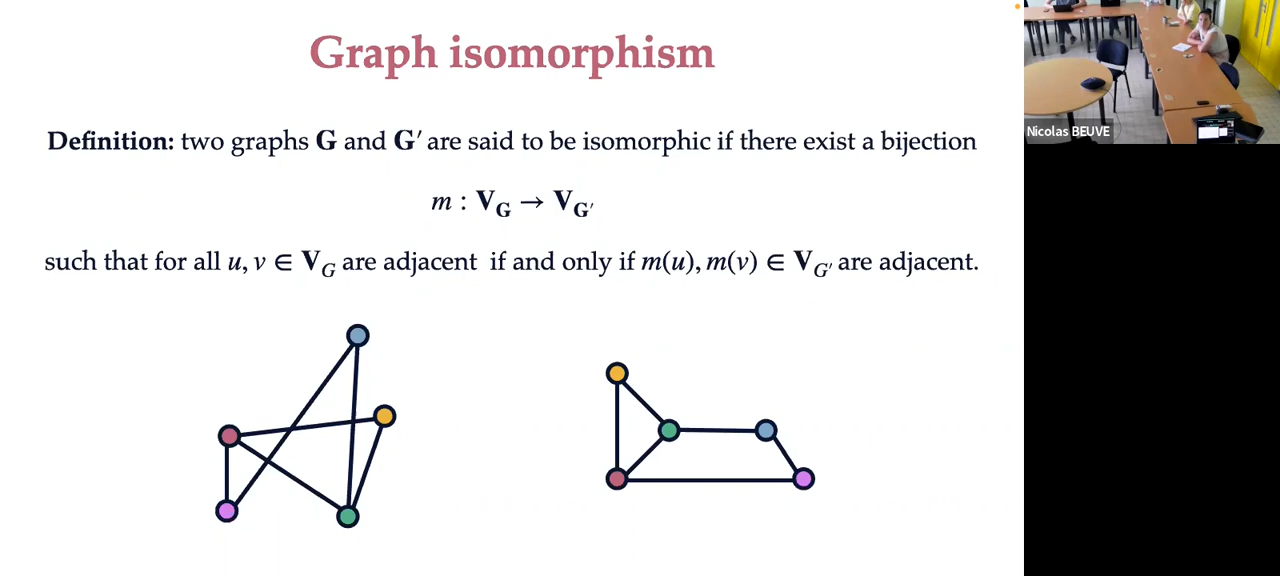 Graph isomorphism
Definition: two graphs G and G′ are said to be isomorphic if there exist a bijection
m : V_G → V_G′
such that for all u, v ∈ V_G are adjacent if and only if m(u), m(v) ∈ V_G′ are adjacent.
Nicolas BEUVE